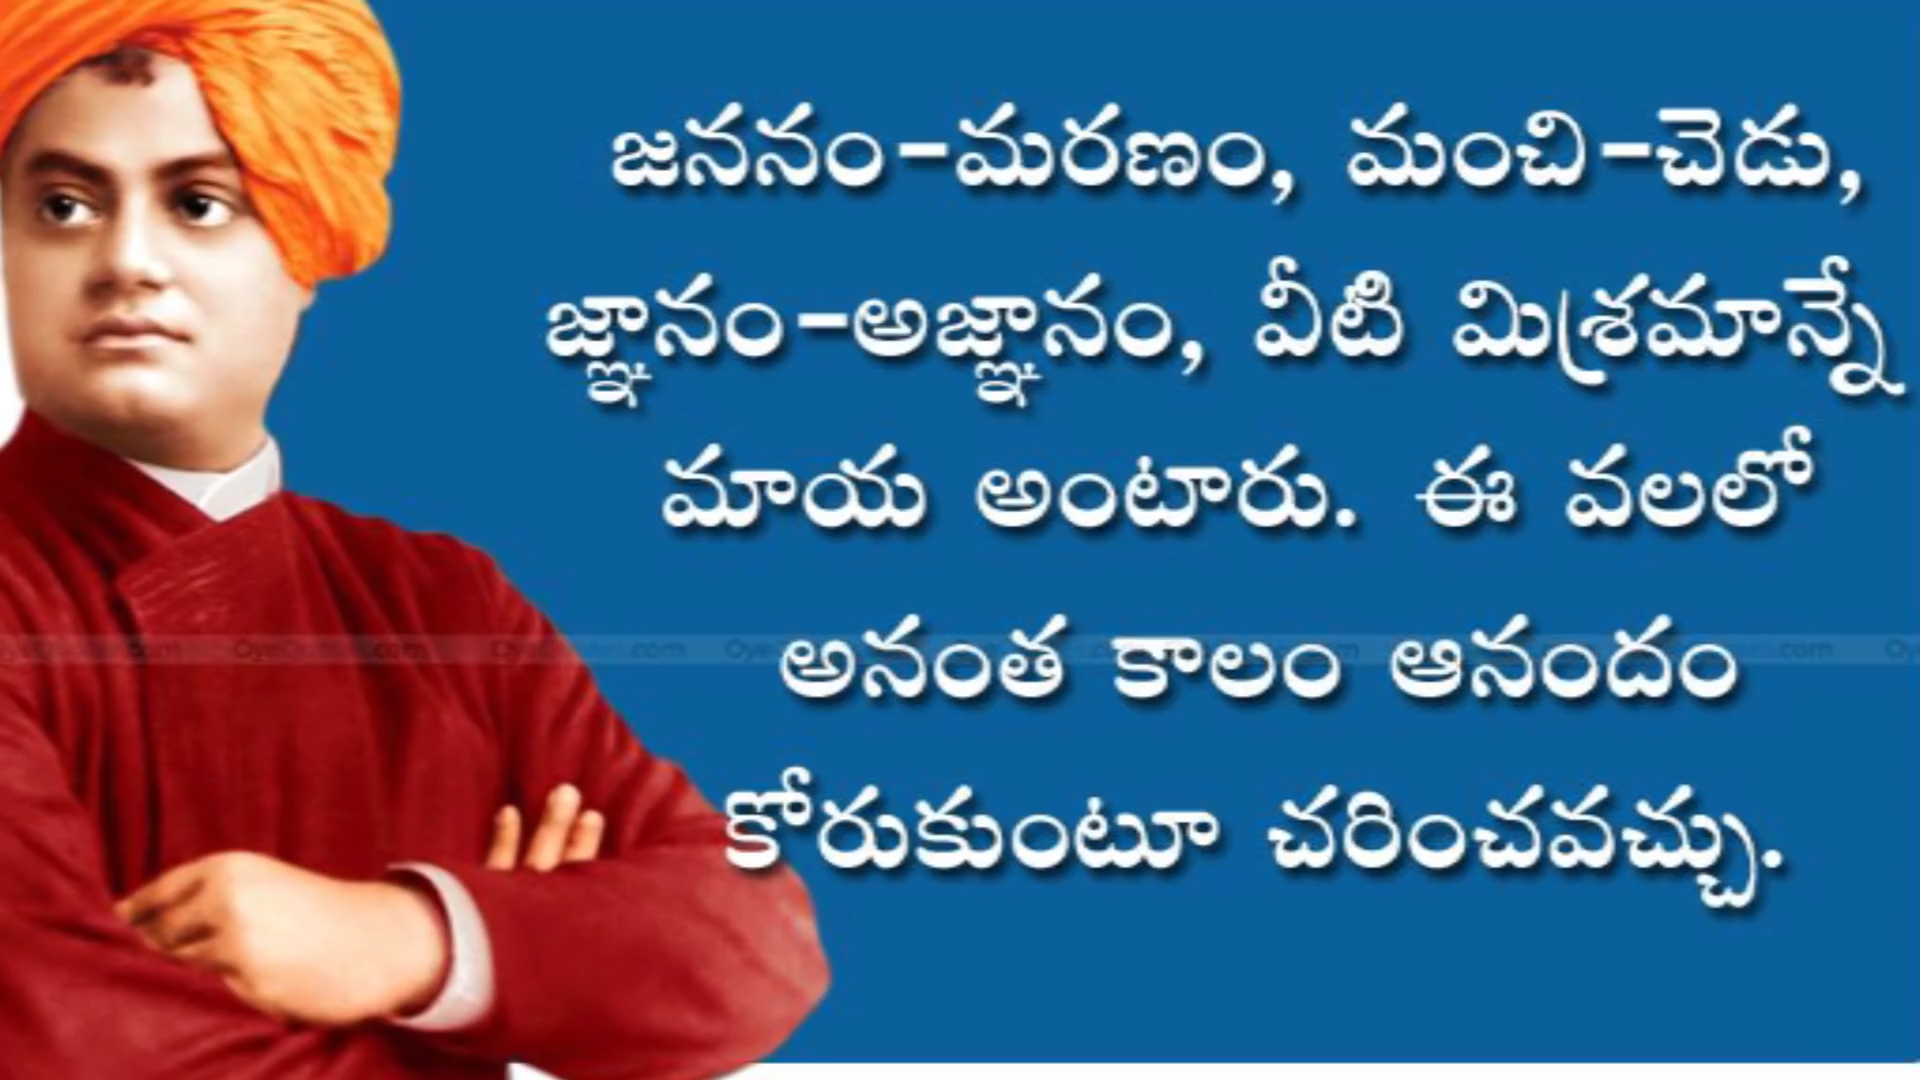 జననం-మరణం, మంచి-చెడు,
జ్ఞానం-అజ్ఞానం, వీటి మిశ్రమాన్నే
మాయ అంటారు. ఈ వలలో
అనంత కాలం ఆనందం
కోరుకుంటూ చరించవచ్చు.